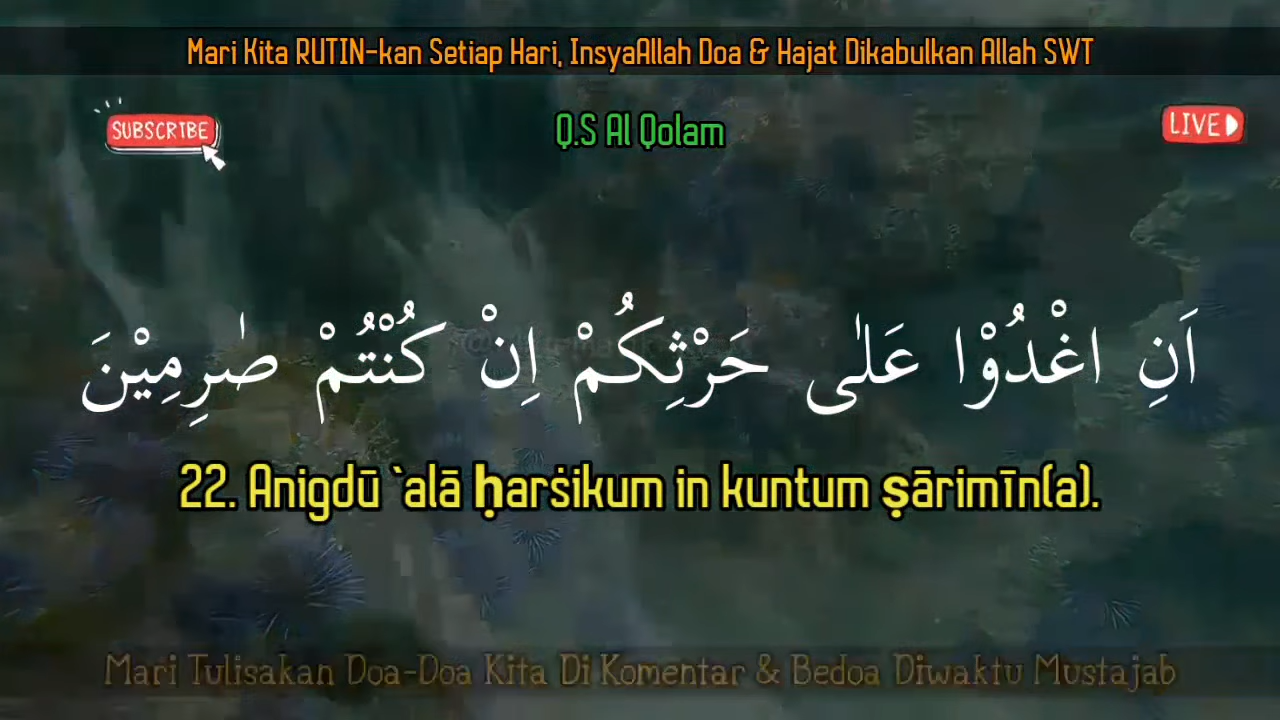 Mari Kita RUTIN-kan Setiap Hari, InsyaAllah Doa & Hajat Dikabulkan Allah SWT
SUBSCRIBE
Q.S Al Qolam
LIVE
اَنِ اغْدُوْا عَلٰى حَرْثِكُمْ اِنْ كُنْتُمْ صٰرِمِيْنَ
22. Anigdū `alā ḥarṡikum in kuntum ṣārimīn(a).
Mari Tulisakan Doa-Doa Kita Di Komentar & Bedoa Diwaktu Mustajab